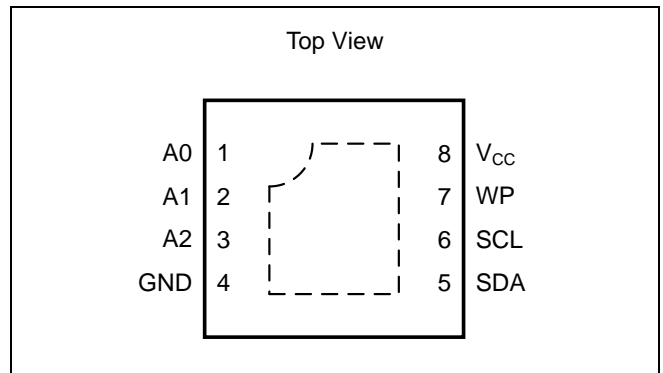 Top View
A0 1 8 VCC
A1 2 7 WP
A2 3 6 SCL
GND 4 5 SDA